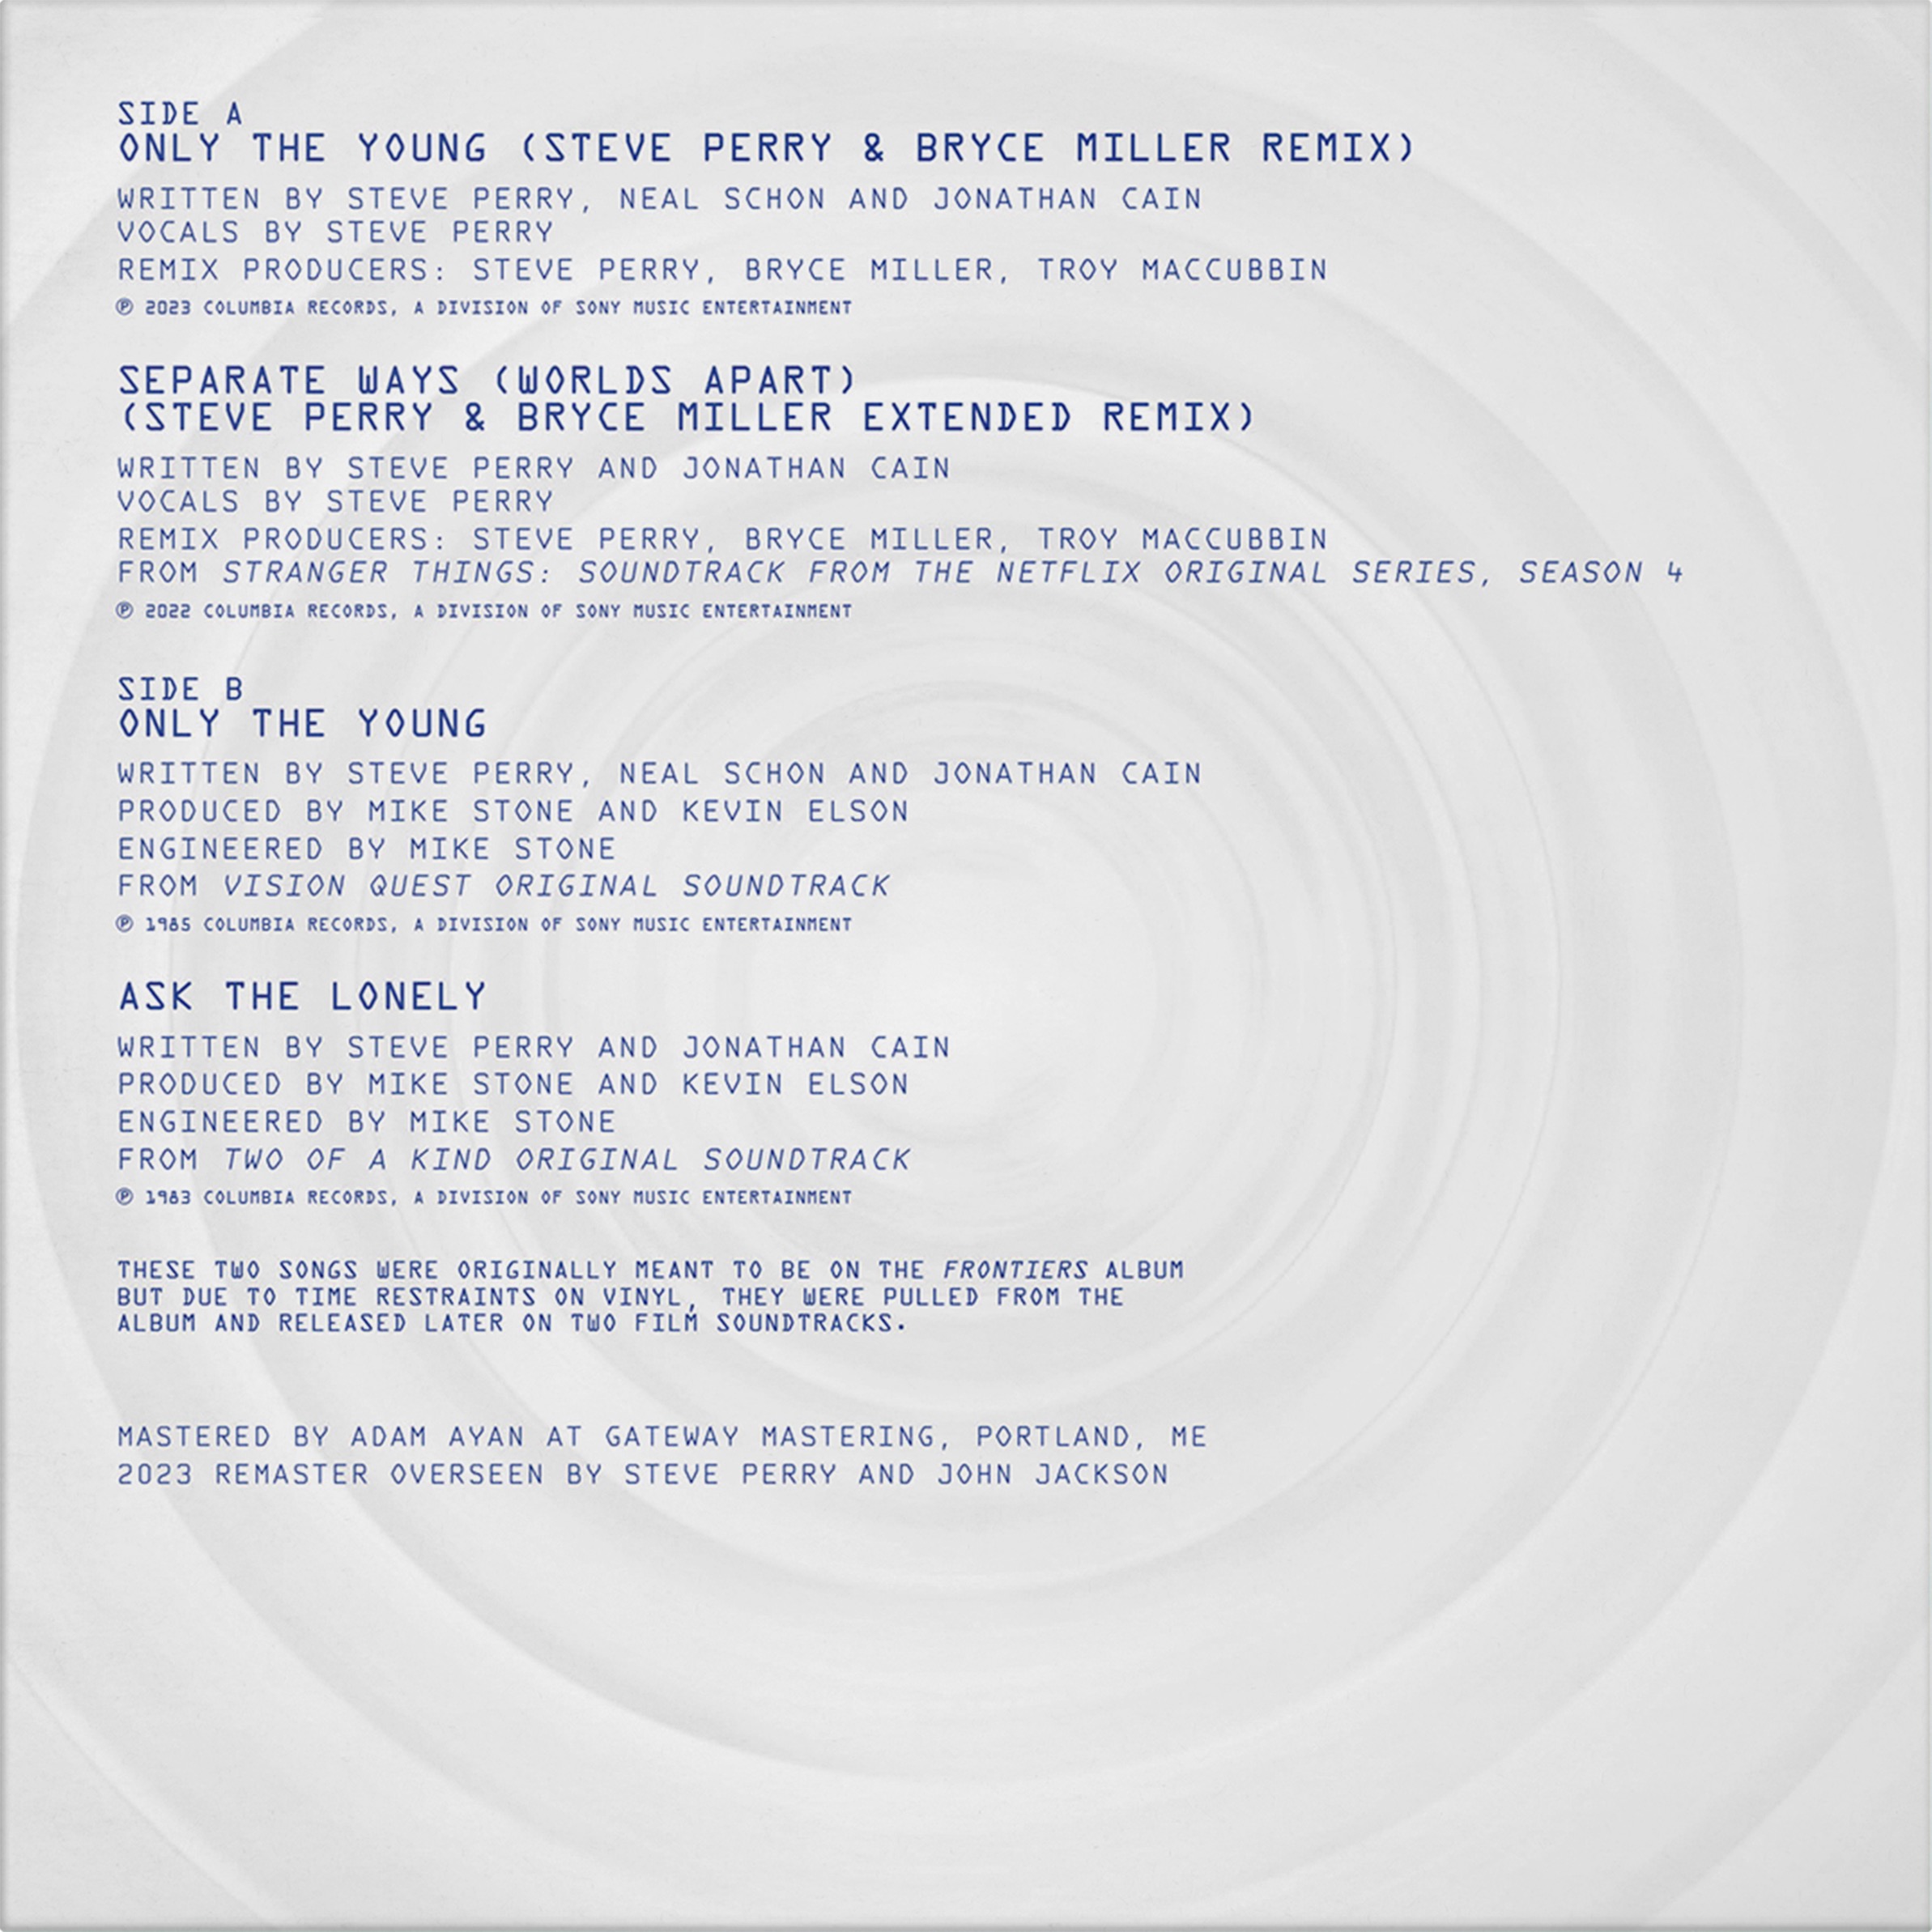 SIDE A
ONLY THE YOUNG (STEVE PERRY & BRYCE MILLER REMIX)
WRITTEN BY STEVE PERRY, NEAL SCHON AND JONATHAN CAIN
VOCALS BY STEVE PERRY
REMIX PRODUCERS: STEVE PERRY, BRYCE MILLER, TROY MACCUBBIN
℗ 2023 COLUMBIA RECORDS, A DIVISION OF SONY MUSIC ENTERTAINMENT
SEPARATE WAYS (WORLDS APART)
(STEVE PERRY & BRYCE MILLER EXTENDED REMIX)
WRITTEN BY STEVE PERRY AND JONATHAN CAIN
VOCALS BY STEVE PERRY
REMIX PRODUCERS: STEVE PERRY, BRYCE MILLER, TROY MACCUBBIN
FROM STRANGER THINGS: SOUNDTRACK FROM THE NETFLIX ORIGINAL SERIES, SEASON 4
℗ 2022 COLUMBIA RECORDS, A DIVISION OF SONY MUSIC ENTERTAINMENT
SIDE B
ONLY THE YOUNG
WRITTEN BY STEVE PERRY, NEAL SCHON AND JONATHAN CAIN
PRODUCED BY MIKE STONE AND KEVIN ELSON
ENGINEERED BY MIKE STONE
FROM VISION QUEST ORIGINAL SOUNDTRACK
℗ 1985 COLUMBIA RECORDS, A DIVISION OF SONY MUSIC ENTERTAINMENT
ASK THE LONELY
WRITTEN BY STEVE PERRY AND JONATHAN CAIN
PRODUCED BY MIKE STONE AND KEVIN ELSON
ENGINEERED BY MIKE STONE
FROM TWO OF A KIND ORIGINAL SOUNDTRACK
℗ 1983 COLUMBIA RECORDS, A DIVISION OF SONY MUSIC ENTERTAINMENT
THESE TWO SONGS WERE ORIGINALLY MEANT TO BE ON THE FRONTIERS ALBUM
BUT DUE TO TIME RESTRAINTS ON VINYL, THEY WERE PULLED FROM THE
ALBUM AND RELEASED LATER ON TWO FILM SOUNDTRACKS.
MASTERED BY ADAM AYAN AT GATEWAY MASTERING, PORTLAND, ME
2023 REMASTER OVERSEEN BY STEVE PERRY AND JOHN JACKSON